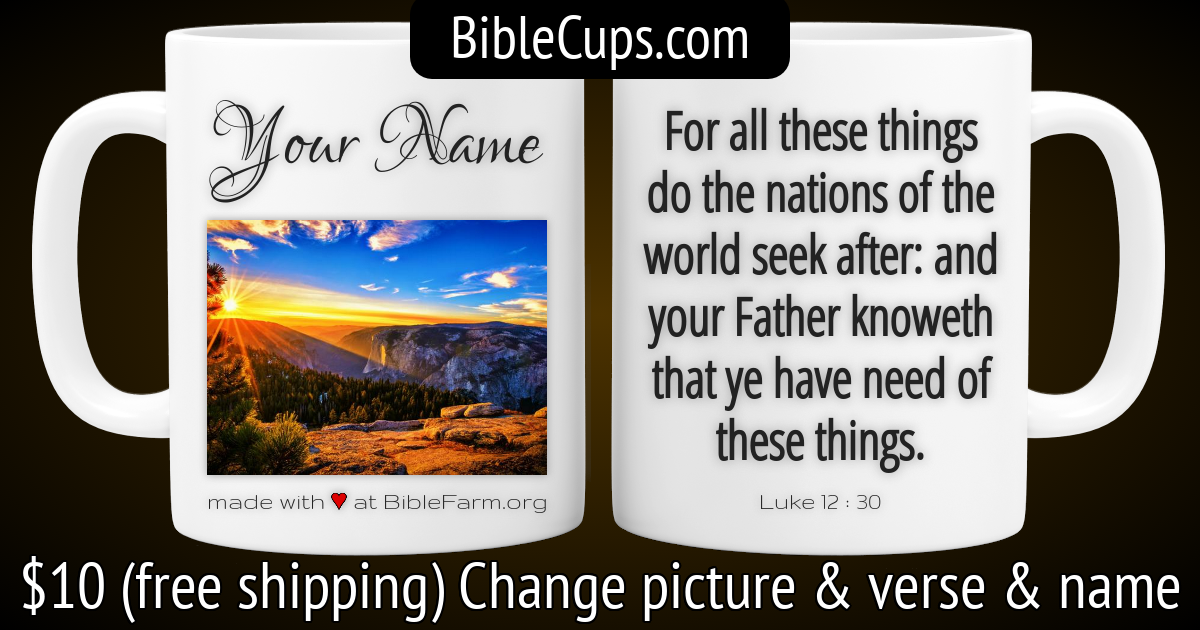 BibleCups.com
Your Name
made with ♥ at BibleFarm.org
For all these things
do the nations of the
world seek after: and
your Father knoweth
that ye have need of
these things.
Luke 12 : 30
$10 (free shipping) Change picture & verse & name